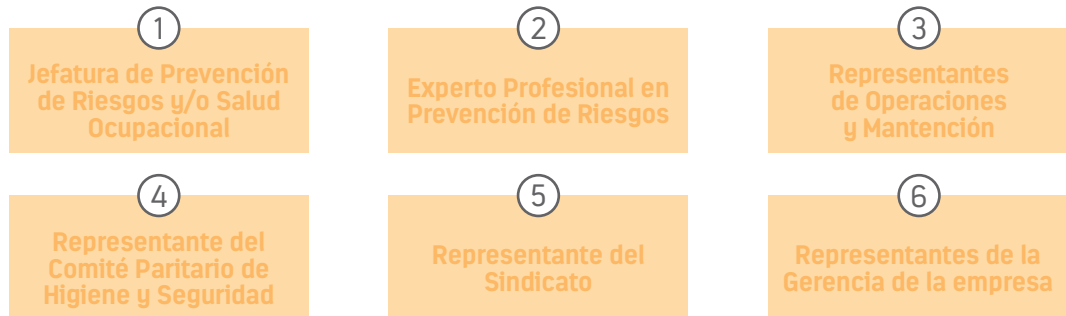 1
Jefatura de Prevención
de Riesgos y/o Salud
Ocupacional
2
Experto Profesional en
Prevención de Riesgos
3
Representantes
de Operaciones
y Mantención
4
Representante del
Comité Paritario de
Higiene y Seguridad
5
Representante del
Sindicato
6
Representantes de la
Gerencia de la empresa